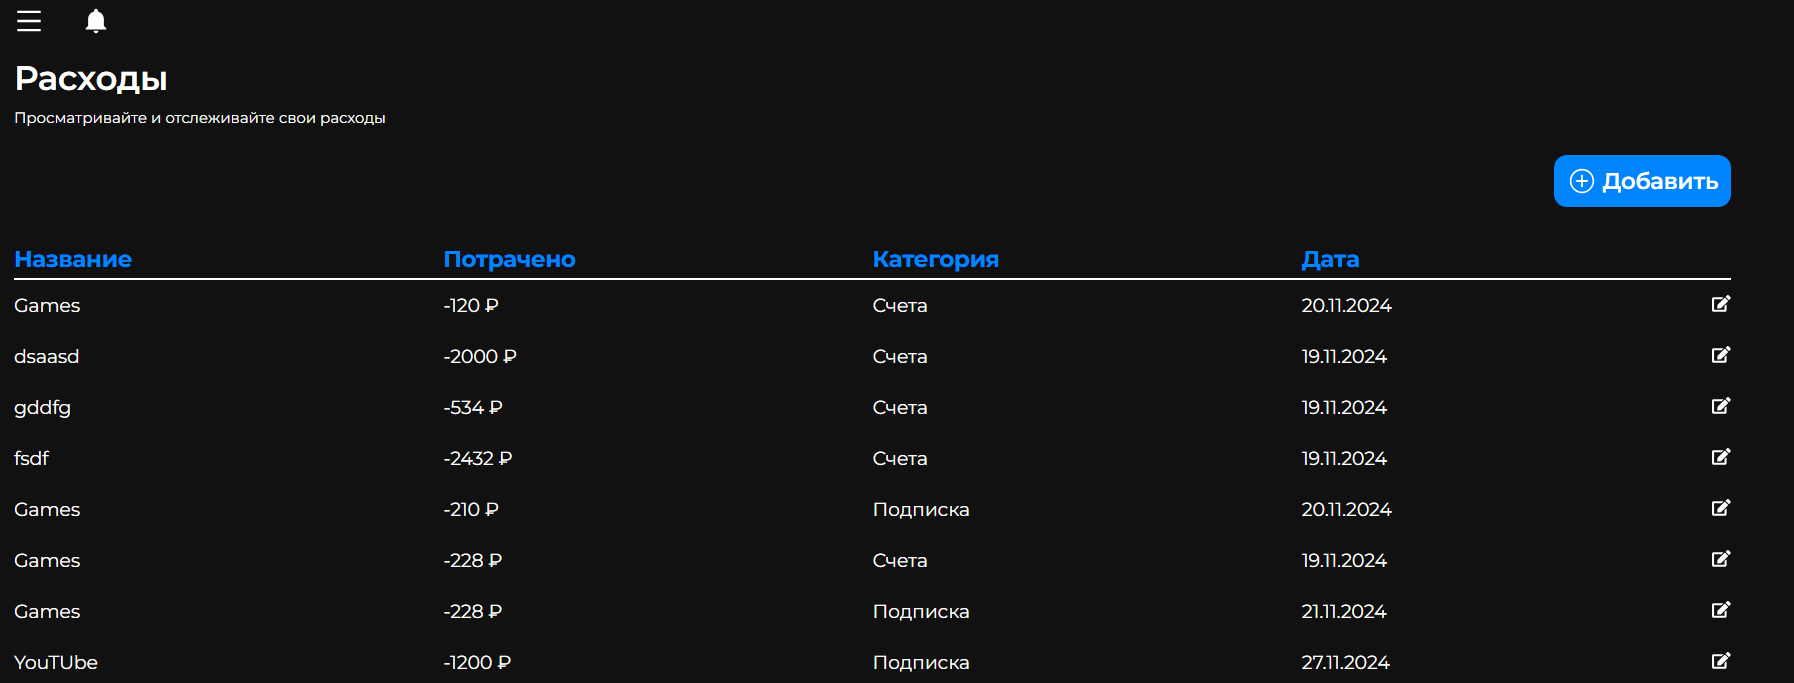 Расходы
Просматривайте и отслеживайте свои расходы
Добавить
Название Потрачено Категория Дата
Games -120 ₽ Счета 20.11.2024
dsaasd -2000 ₽ Счета 19.11.2024
gddfg -534 ₽ Счета 19.11.2024
fsdf -2432 ₽ Счета 19.11.2024
Games -210 ₽ Подписка 20.11.2024
Games -228 ₽ Счета 19.11.2024
Games -228 ₽ Подписка 21.11.2024
YouTUbe -1200 ₽ Подписка 27.11.2024